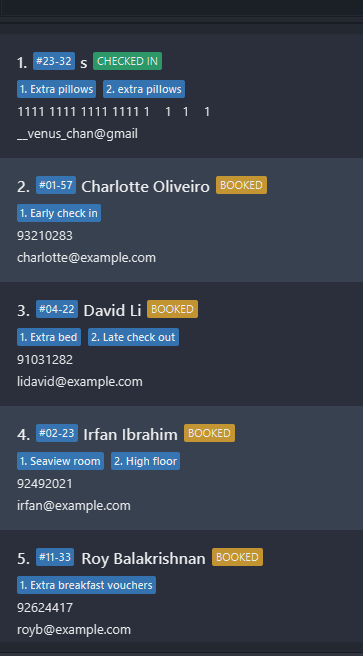 1. #23-32 s CHECKED IN
1. Extra pillows 2. extra pillows
1111 1111 1111 1111 1    1   1    1
__venus_chan@gmail
2. #01-57 Charlotte Oliveiro BOOKED
1. Early check in
93210283
charlotte@example.com
3. #04-22 David Li BOOKED
1. Extra bed 2. Late check out
91031282
lidavid@example.com
4. #02-23 Irfan Ibrahim BOOKED
1. Seaview room 2. High floor
92492021
irfan@example.com
5. #11-33 Roy Balakrishnan BOOKED
1. Extra breakfast vouchers
92624417
royb@example.com